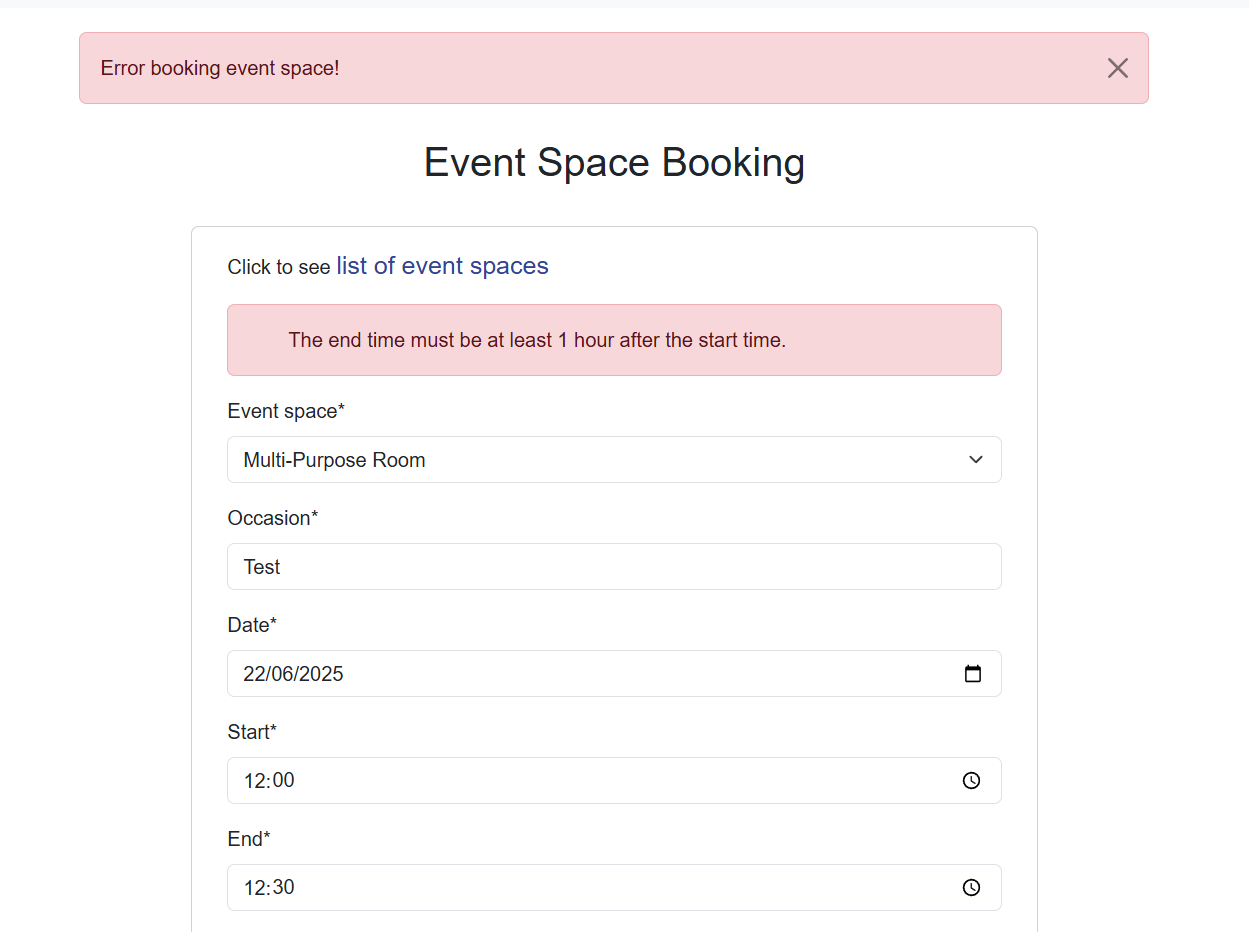 Error booking event space!
Event Space Booking
Click to see list of event spaces
The end time must be at least 1 hour after the start time.
Event space*
Multi-Purpose Room
Occasion*
Test
Date*
22/06/2025
Start*
12:00
End*
12:30